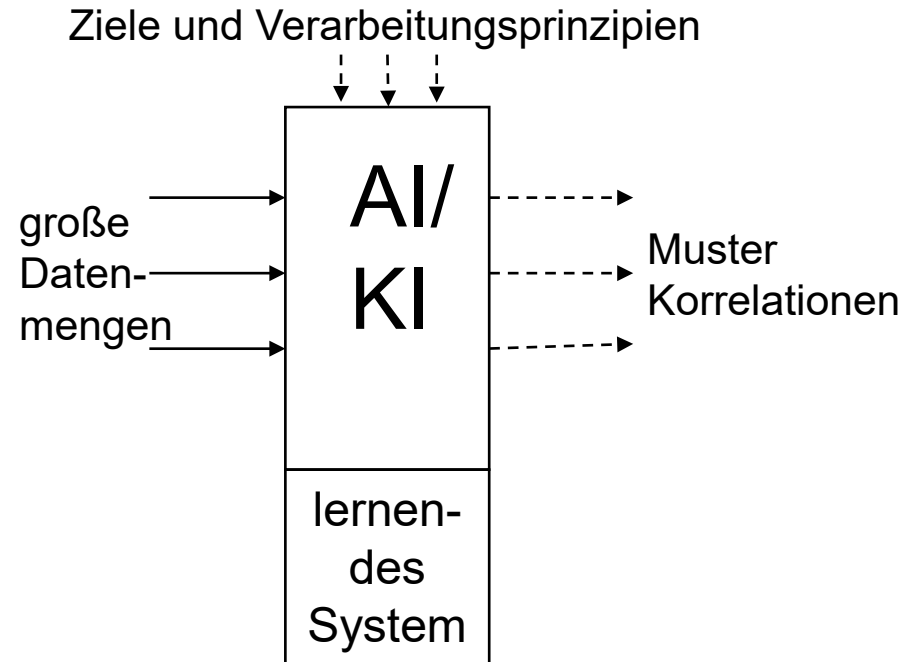 Ziele und Verarbeitungsprinzipien
große
Daten-
mengen
AI/
KI
Muster
Korrelationen
lernen-
des
System